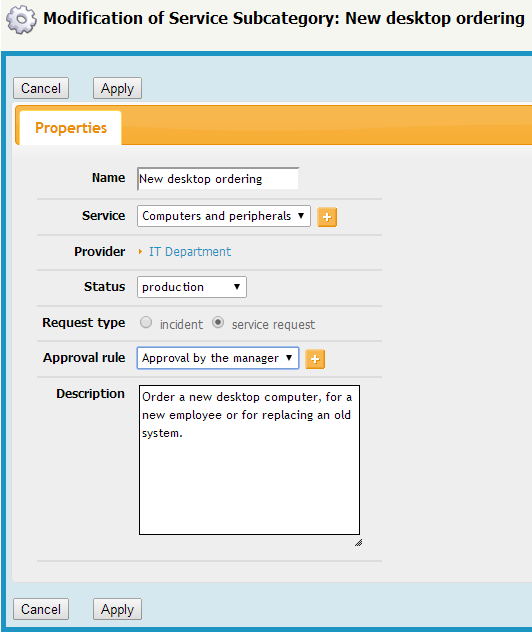 Modification of Service Subcategory: New desktop ordering
Cancel Apply
Properties
Name New desktop ordering
Service Computers and peripherals
Provider IT Department
Status production
Request type incident service request
Approval rule Approval by the manager
Description Order a new desktop computer, for a
new employee or for replacing an old
system.
Cancel Apply